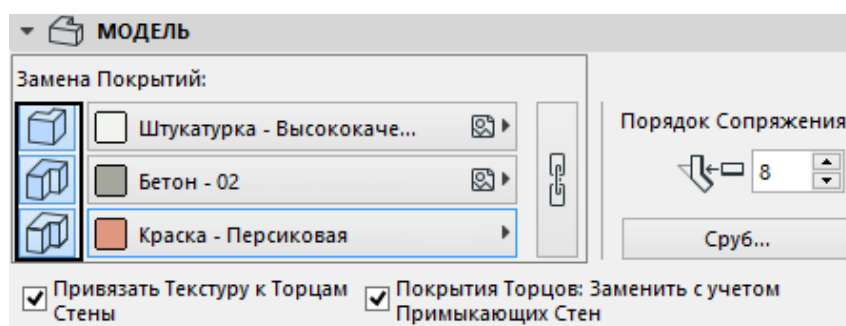 МОДЕЛЬ
Замена Покрытий:
Штукатурка - Высококаче...
Порядок Сопряжения
Бетон - 02
8
Краска - Персиковая
Сруб...
Привязать Текстуру к Торцам Стены
Покрытия Торцов: Заменить с учетом Примыкающих Стен